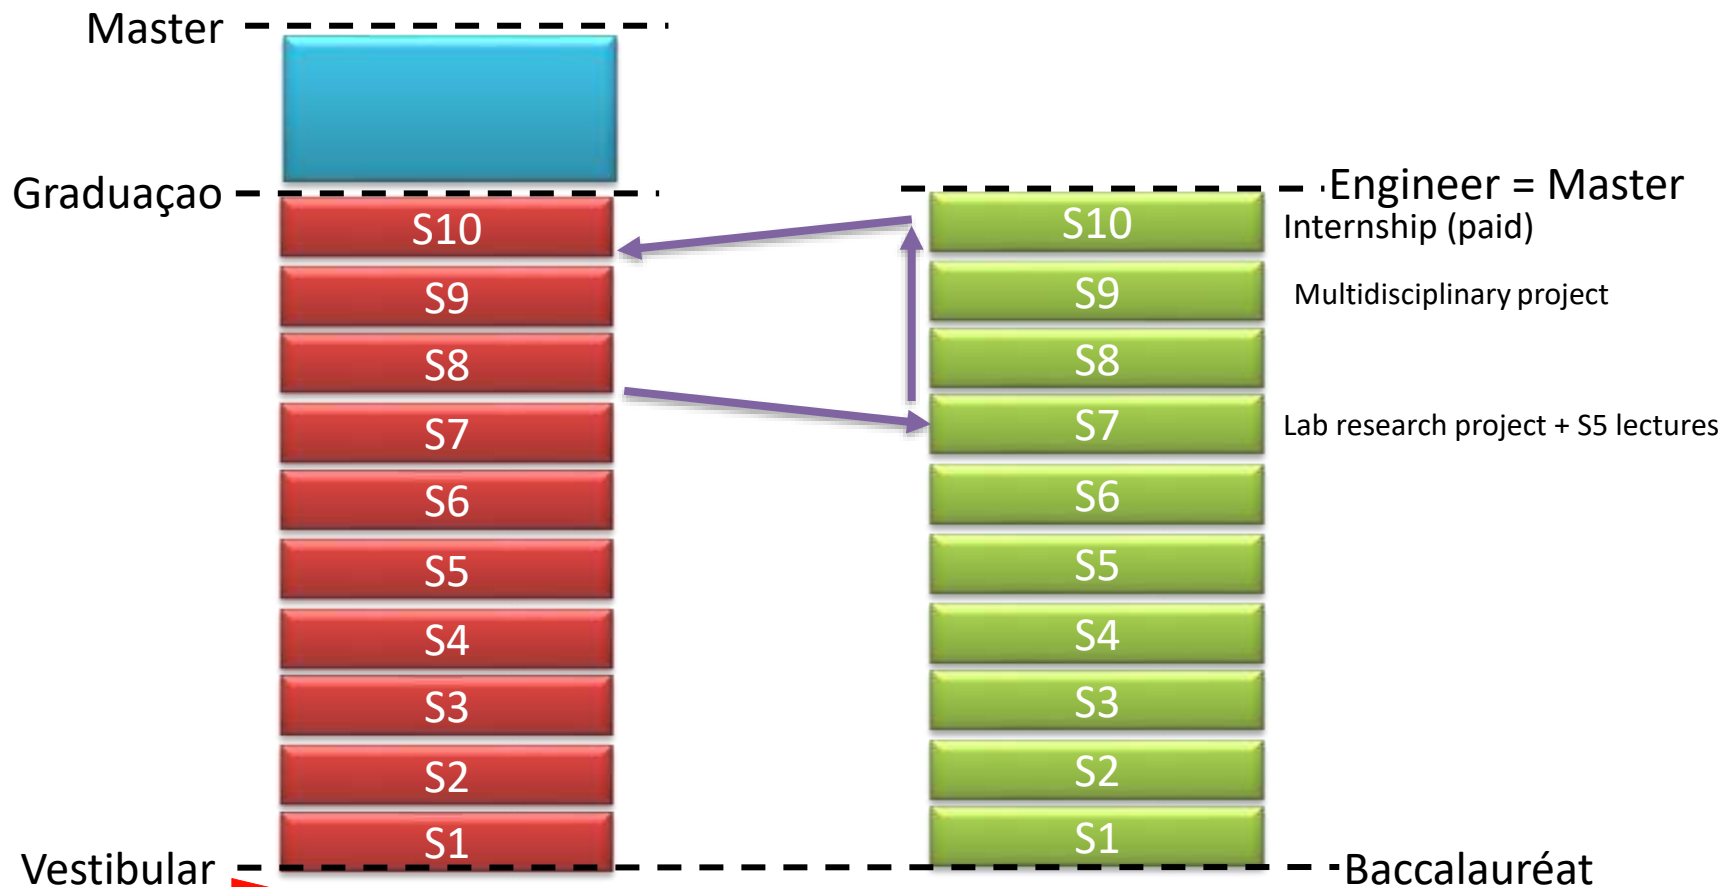 Master
Graduaçao
Engineer = Master
S10
S10
Internship (paid)
S9
S9
Multidisciplinary project
S8
S8
S7
S7
Lab research project + S5 lectures
S6
S6
S5
S5
S4
S4
S3
S3
S2
S2
S1
S1
Vestibular
Baccalauréat